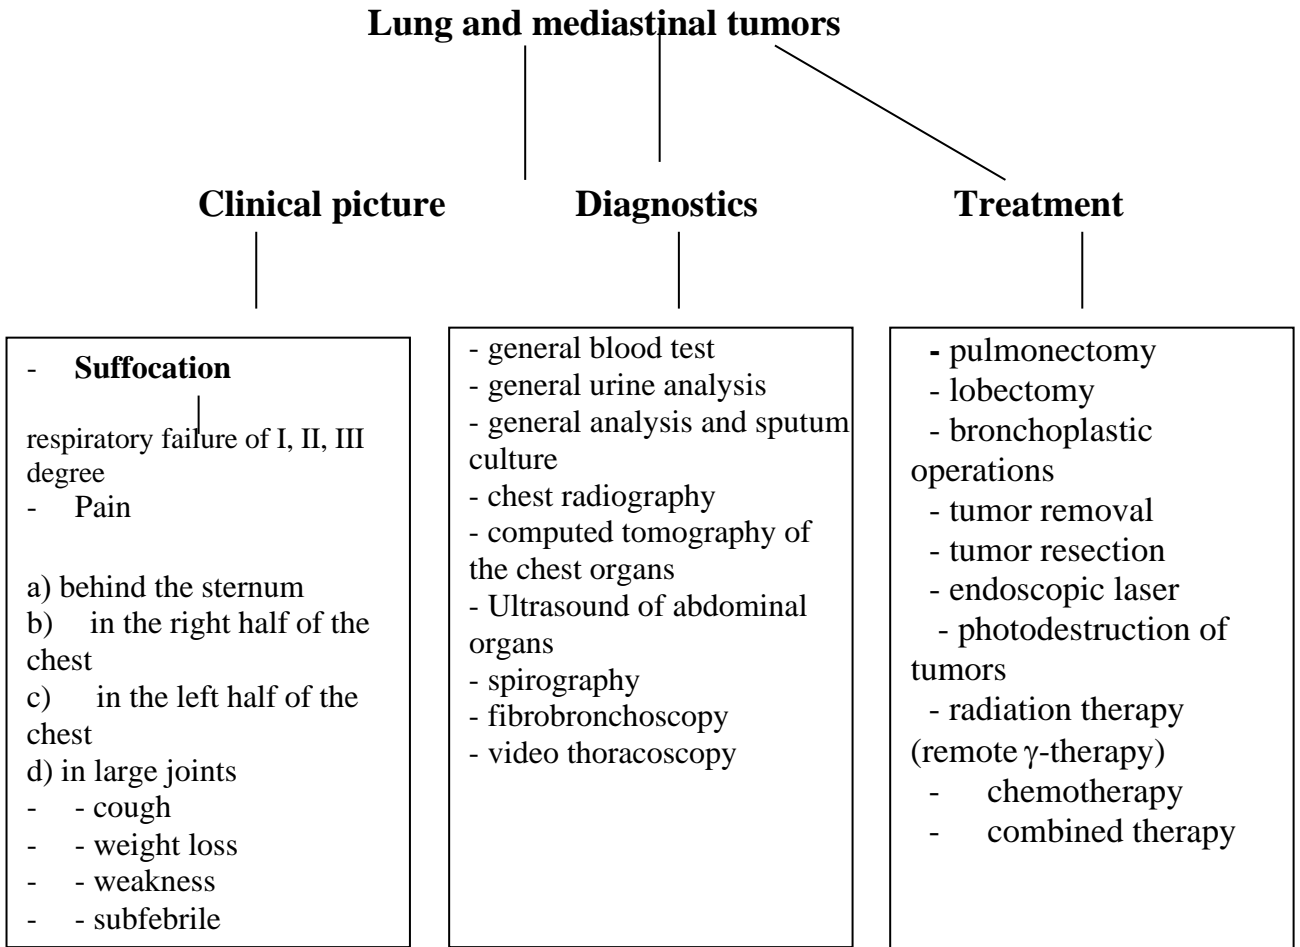 Lung and mediastinal tumors
Clinical picture
Diagnostics
Treatment
- Suffocation
respiratory failure of I, II, III
degree
- Pain
a) behind the sternum
b) in the right half of the
chest
c) in the left half of the
chest
d) in large joints
- - cough
- - weight loss
- - weakness
- - subfebrile
- general blood test
- general urine analysis
- general analysis and sputum
culture
- chest radiography
- computed tomography of
the chest organs
- Ultrasound of abdominal
organs
- spirography
- fibrobronchoscopy
- video thoracoscopy
- pulmonectomy
- lobectomy
- bronchoplastic
operations
- tumor removal
- tumor resection
- endoscopic laser
- photodestruction of
tumors
- radiation therapy
(remote γ-therapy)
- chemotherapy
- combined therapy